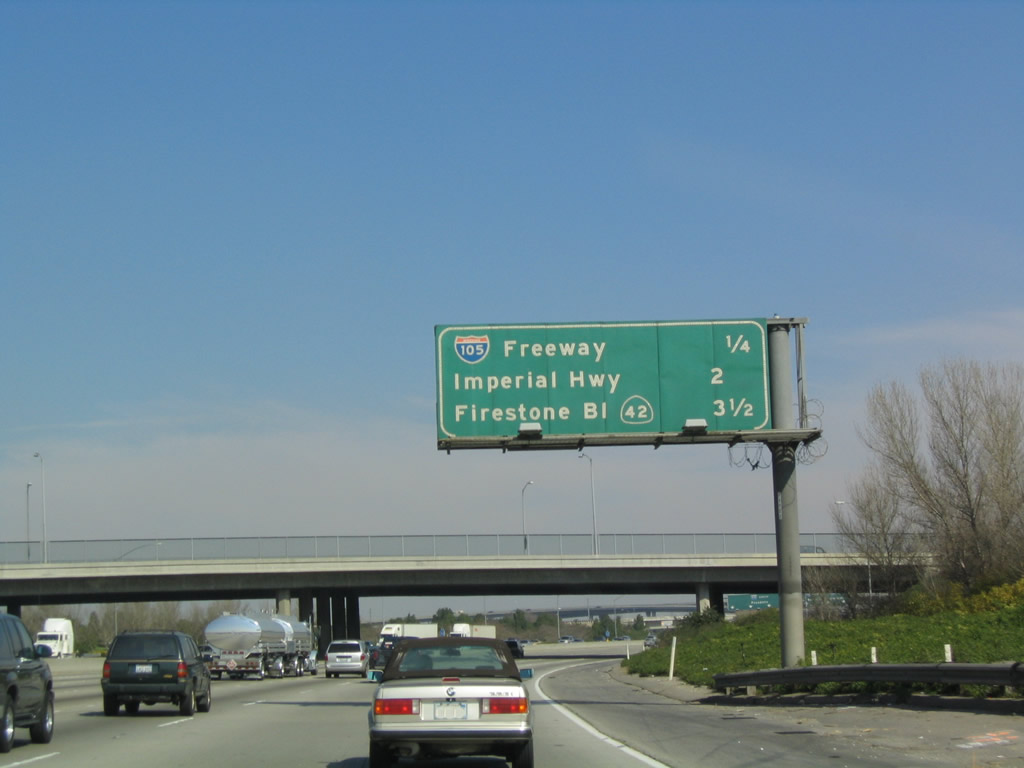 105 Freeway 1/4
Imperial Hwy 2
Firestone Bl 42 3 1/2